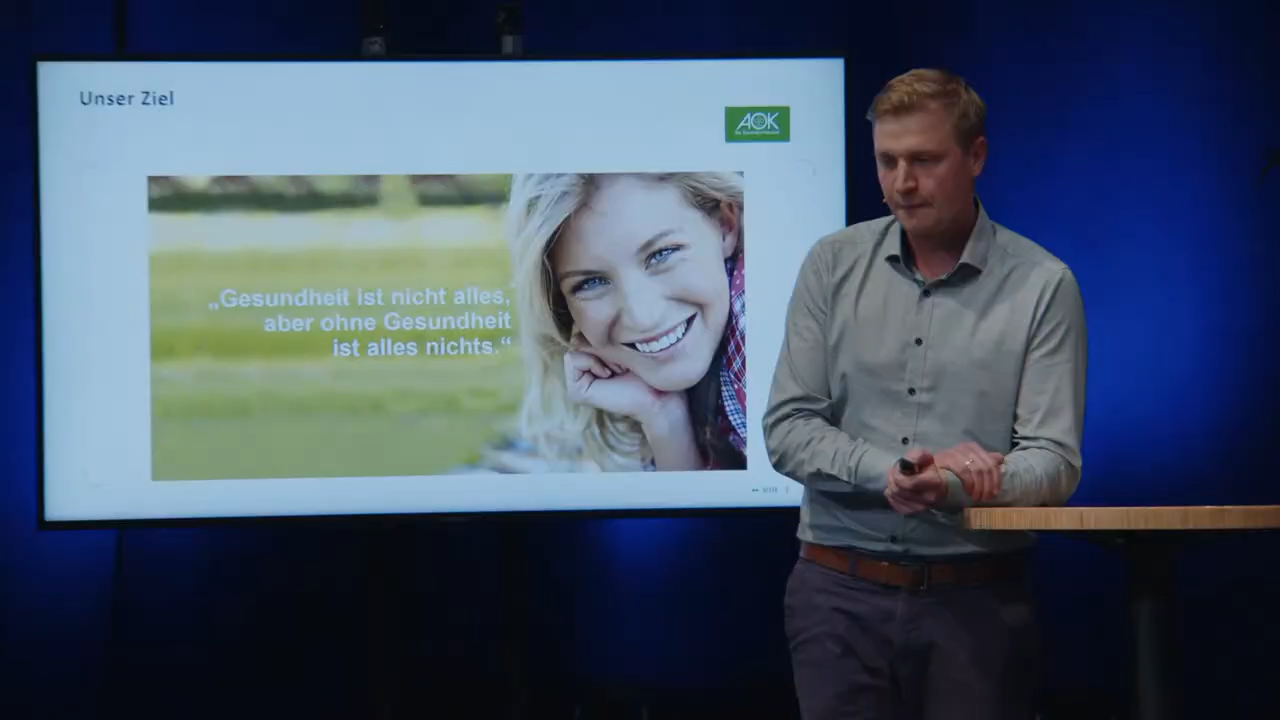 Unser Ziel
AOK
„Gesundheit ist nicht alles,
aber ohne Gesundheit
ist alles nichts.“